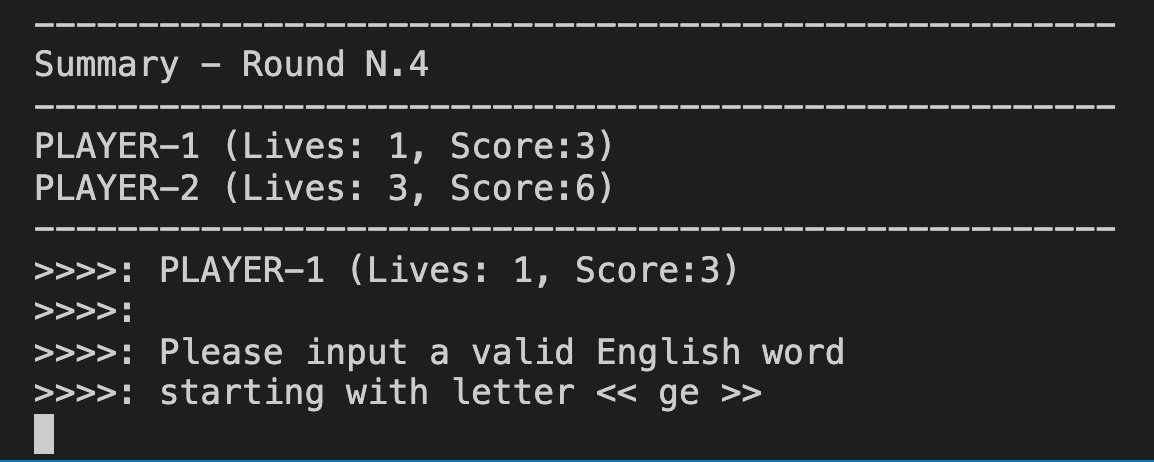 ----------------------------------------------------
Summary - Round N.4
----------------------------------------------------
PLAYER-1 (Lives: 1, Score:3)
PLAYER-2 (Lives: 3, Score:6)
----------------------------------------------------
>>>>: PLAYER-1 (Lives: 1, Score:3)
>>>>:
>>>>: Please input a valid English word
>>>>: starting with letter << ge >>